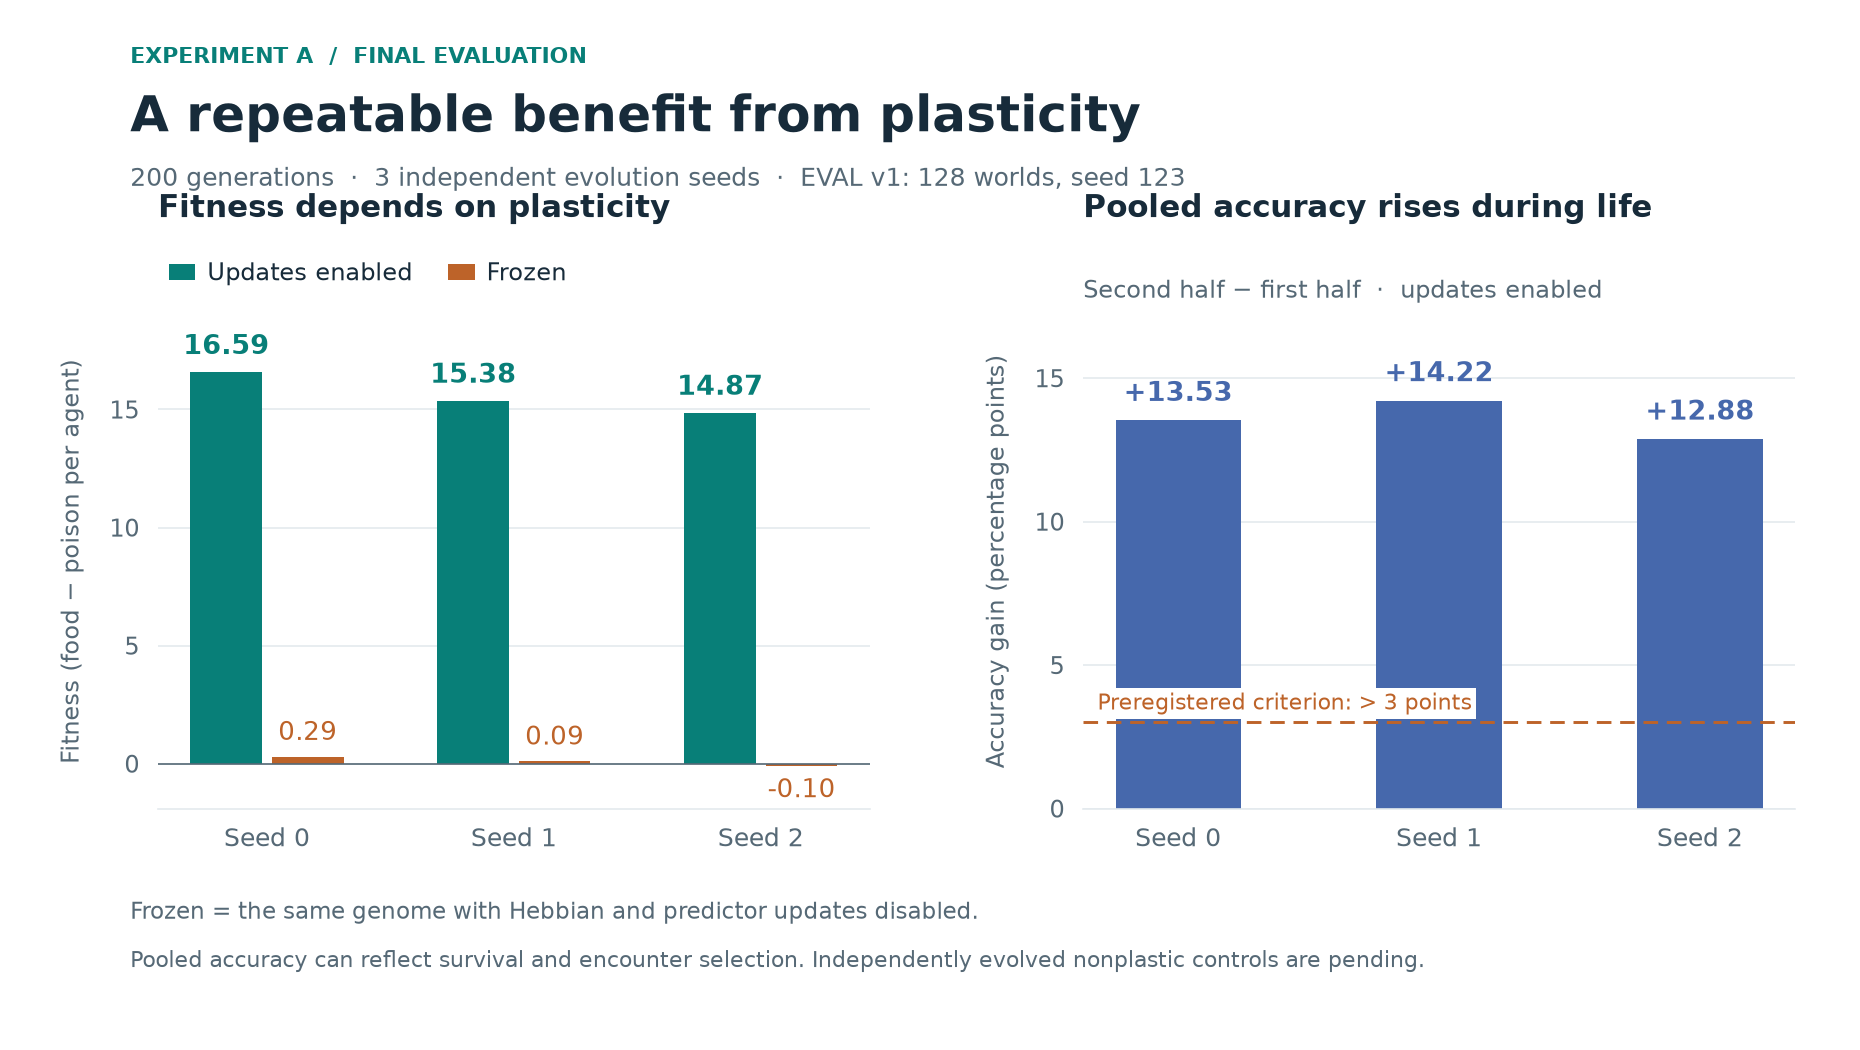 EXPERIMENT A / FINAL EVALUATION
A repeatable benefit from plasticity
200 generations · 3 independent evolution seeds · EVAL v1: 128 worlds, seed 123
Fitness depends on plasticity
Updates enabled
Frozen
Fitness (food − poison per agent)
15
10
5
0
16.59
15.38
14.87
0.29
0.09
-0.10
Seed 0
Seed 1
Seed 2
Pooled accuracy rises during life
Second half − first half · updates enabled
Accuracy gain (percentage points)
15
10
5
0
+13.53
+14.22
+12.88
Preregistered criterion: > 3 points
Seed 0
Seed 1
Seed 2
Frozen = the same genome with Hebbian and predictor updates disabled.
Pooled accuracy can reflect survival and encounter selection. Independently evolved nonplastic controls are pending.